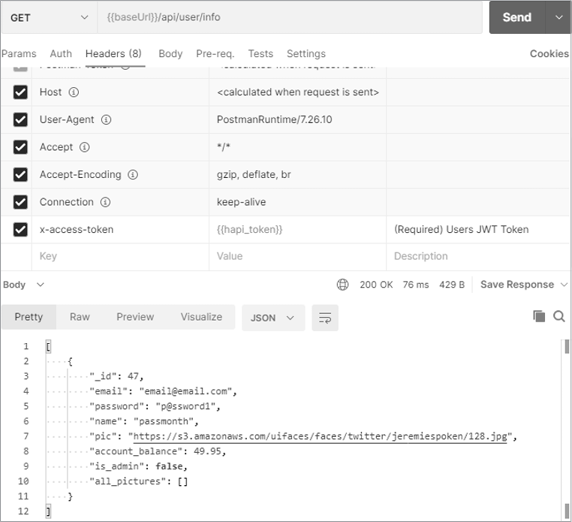 GET {{baseUrl}}/api/user/info Send
Params Auth Headers (8) Body Pre-req. Tests Settings Cookies
Host <calculated when request is sent>
User-Agent PostmanRuntime/7.26.10
Accept */*
Accept-Encoding gzip, deflate, br
Connection keep-alive
x-access-token {{hapi_token}} (Required) Users JWT Token
Key Value Description
Body 200 OK 76 ms 429 B Save Response
Pretty Raw Preview Visualize JSON
1 [
2 {
3 "_id": 47,
4 "email": "email@email.com",
5 "password": "p@ssword1",
6 "name": "passmonth",
7 "pic": "https://s3.amazonaws.com/uifaces/faces/twitter/jeremiespoken/128.jpg",
8 "account_balance": 49.95,
9 "is_admin": false,
10 "all_pictures": []
11 }
12 ]